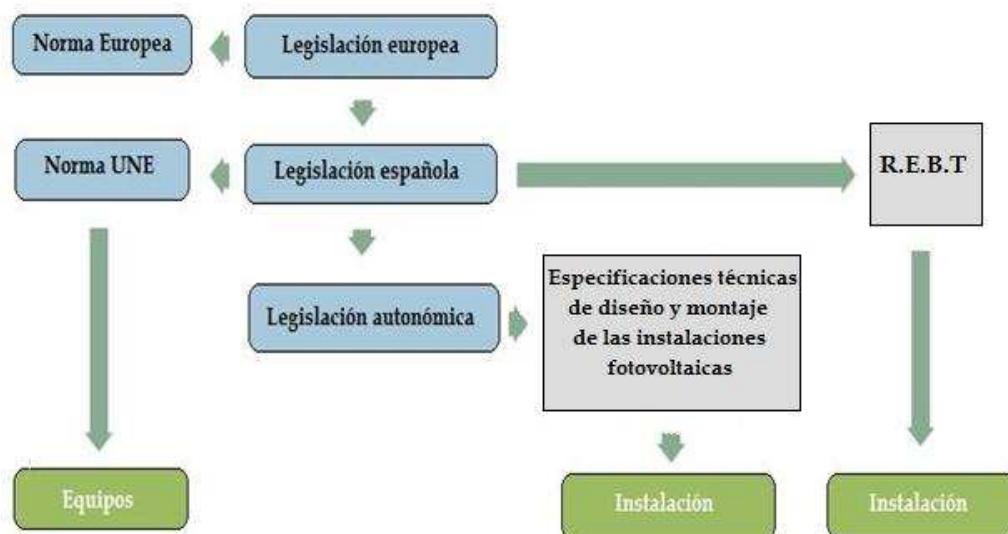 Norma Europea
Legislación europea
Norma UNE
Legislación española
R.E.B.T
Legislación autonómica
Especificaciones técnicas
de diseño y montaje
de las instalaciones
fotovoltaicas
Equipos
Instalación
Instalación